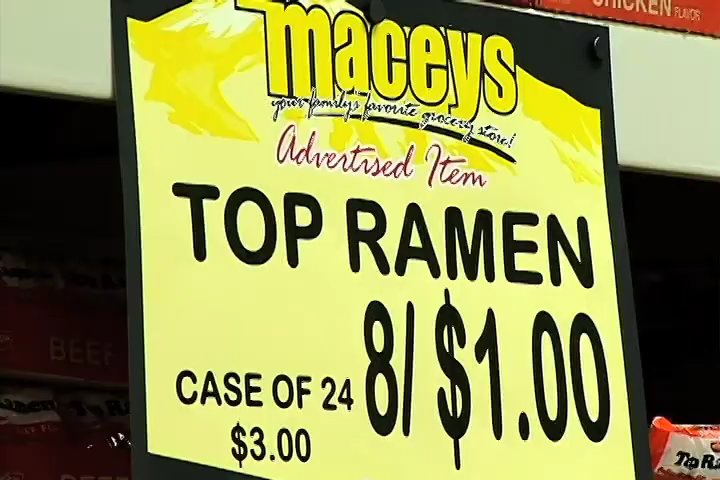 CHICKEN FLAVOR
maceys
your family's favorite grocery store!
Advertised Item
TOP RAMEN
8/$1.00
CASE OF 24
$3.00
BEEF
Top Ra